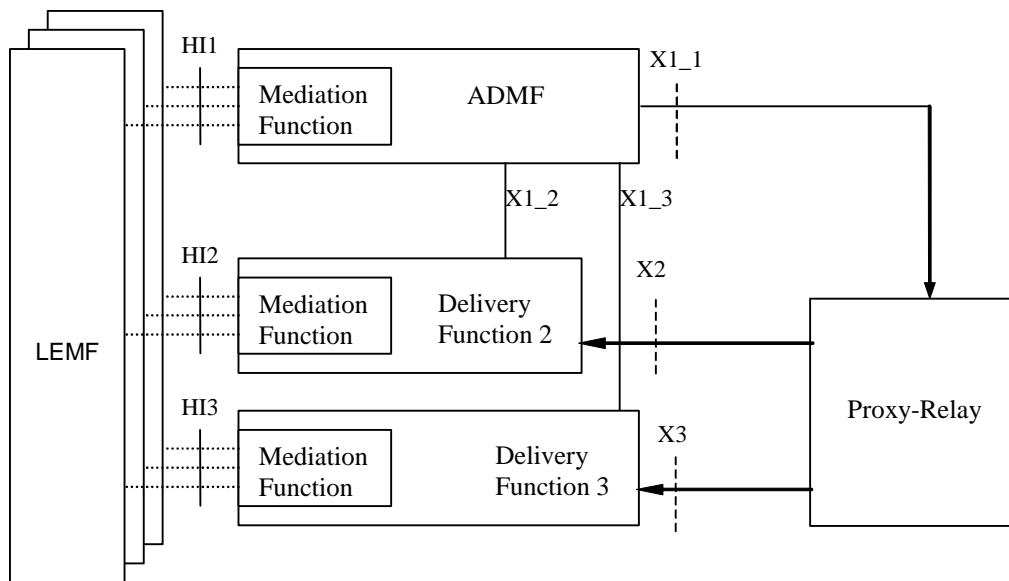 HI1
X1_1
Mediation
Function
ADMF
X1_2
X1_3
HI2
X2
Mediation
Function
Delivery
Function 2
LEMF
Proxy-Relay
HI3
X3
Mediation
Function
Delivery
Function 3